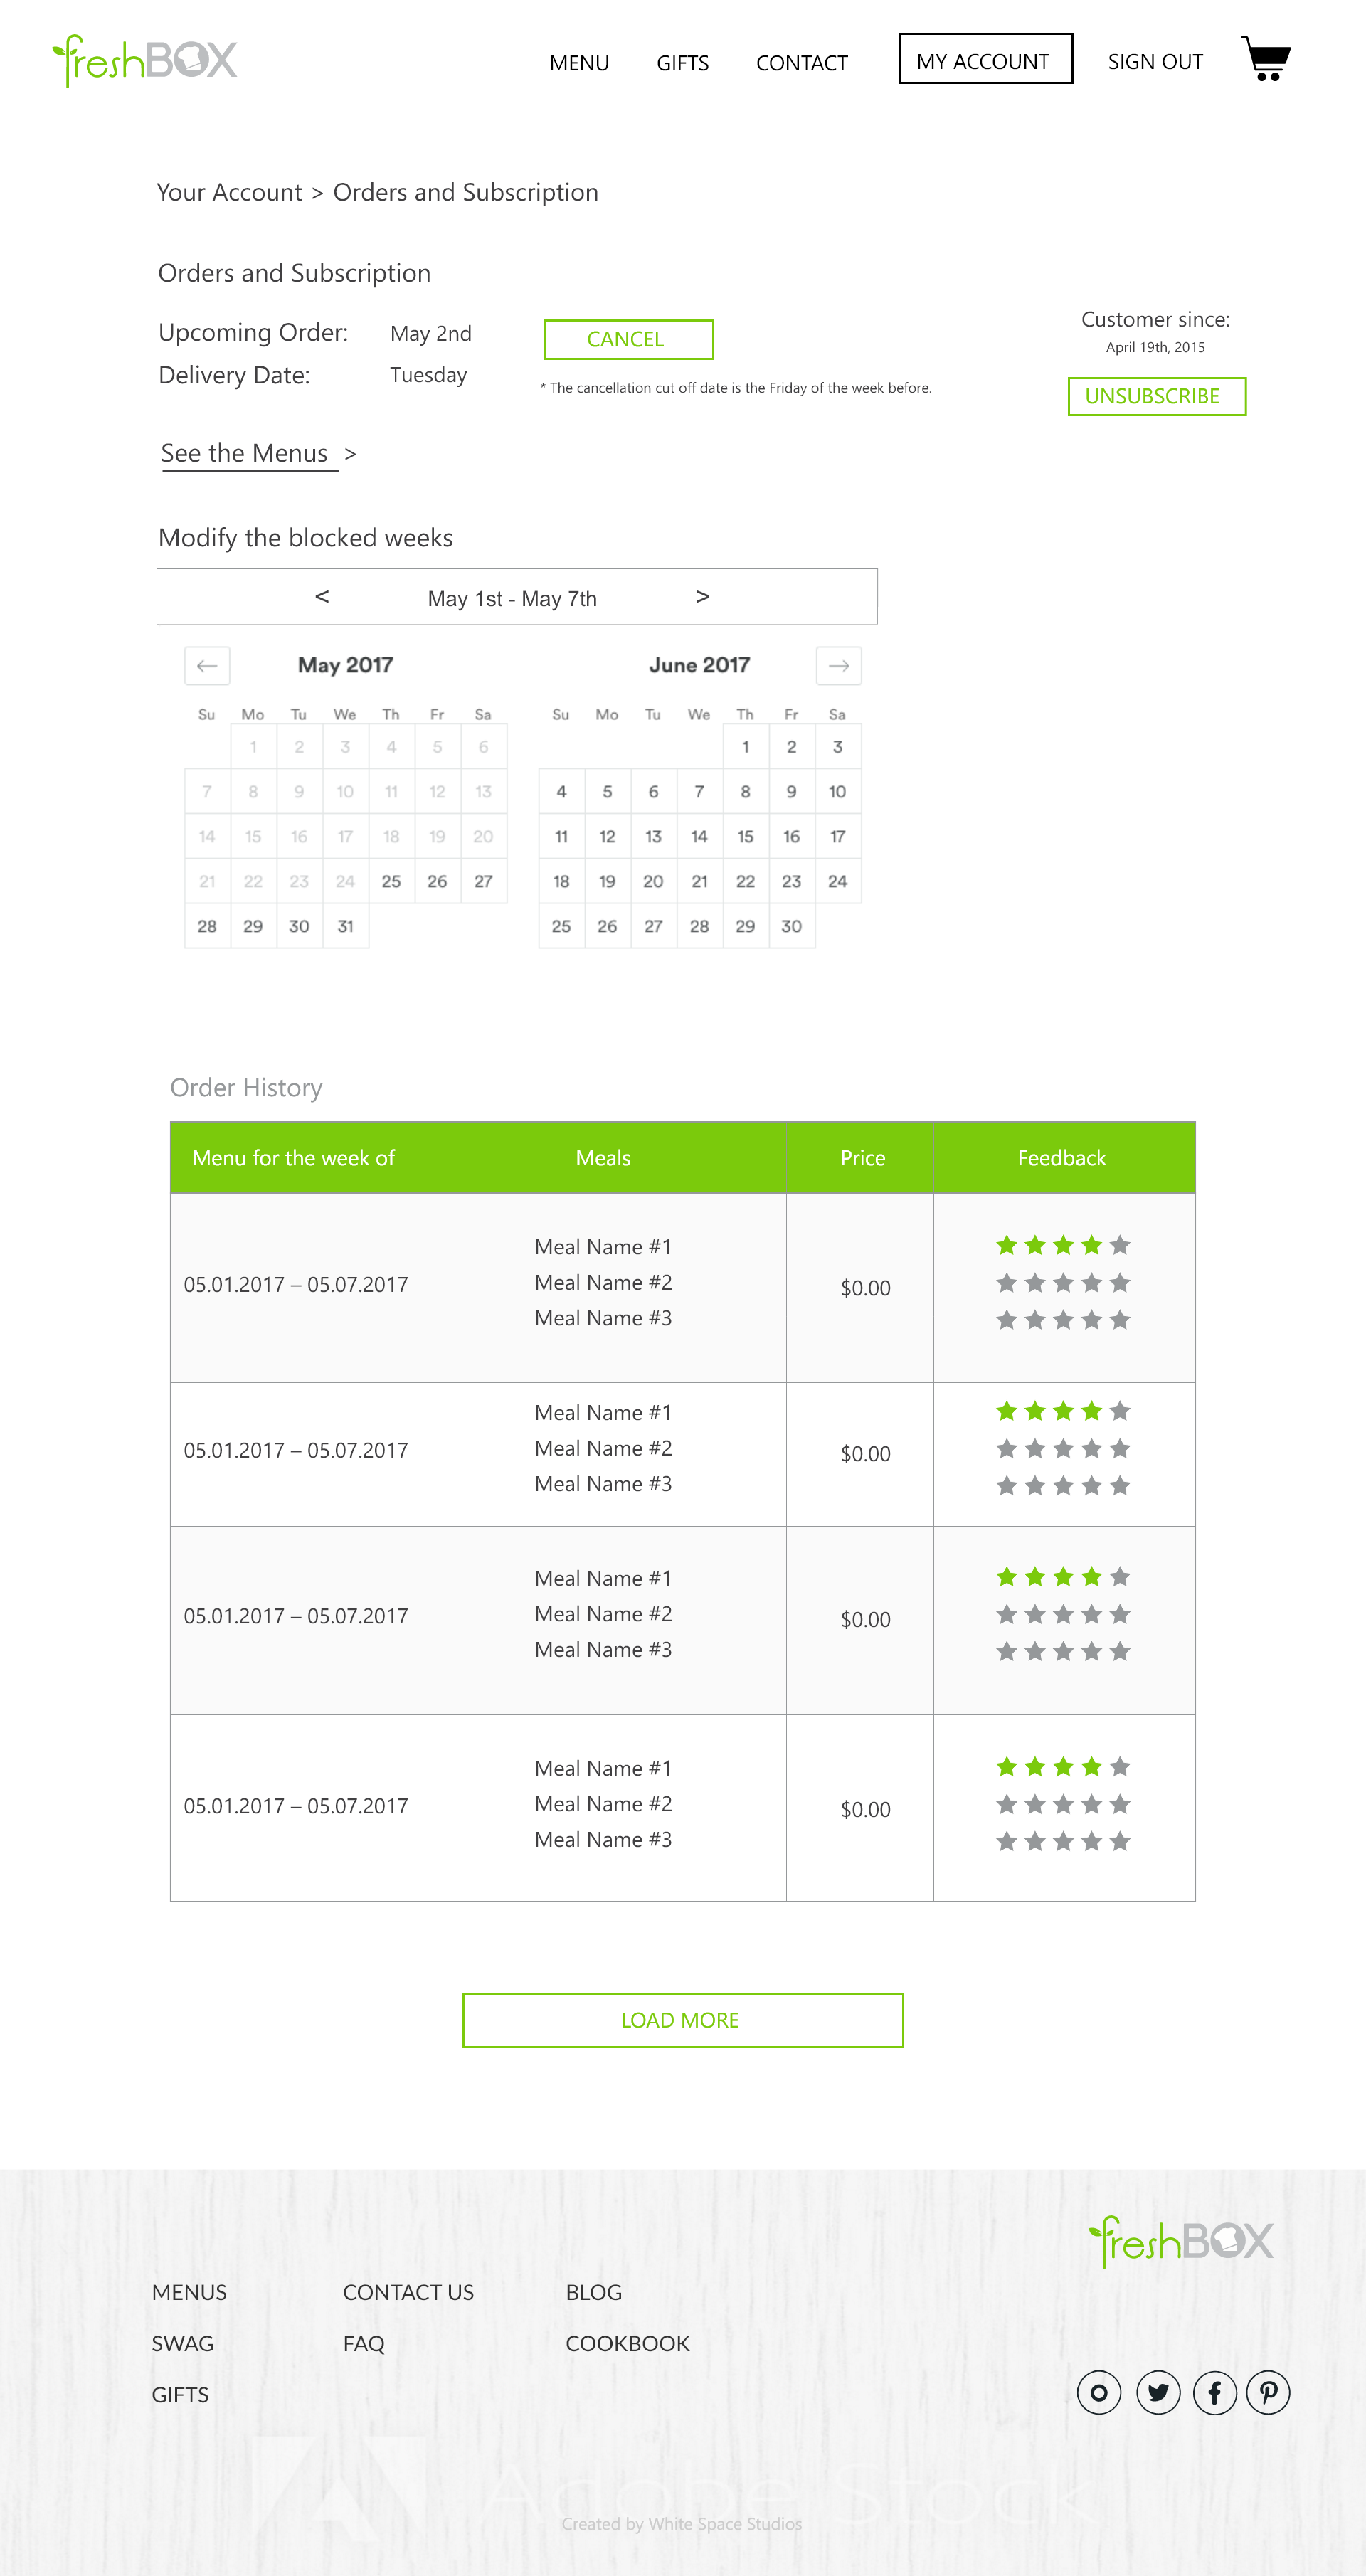 freshBOX
MENU GIFTS CONTACT MY ACCOUNT SIGN OUT
Your Account > Orders and Subscription
Orders and Subscription
Upcoming Order: May 2nd CANCEL
Delivery Date: Tuesday
* The cancellation cut off date is the Friday of the week before.
Customer since:
April 19th, 2015
UNSUBSCRIBE
See the Menus >
Modify the blocked weeks
< May 1st - May 7th >
← May 2017
Su Mo Tu We Th Fr Sa
1 2 3 4 5 6
7 8 9 10 11 12 13
14 15 16 17 18 19 20
21 22 23 24 25 26 27
28 29 30 31
June 2017 →
Su Mo Tu We Th Fr Sa
1 2 3
4 5 6 7 8 9 10
11 12 13 14 15 16 17
18 19 20 21 22 23 24
25 26 27 28 29 30
Order History
Menu for the week of Meals Price Feedback
05.01.2017 – 05.07.2017
Meal Name #1
Meal Name #2
Meal Name #3
$0.00
05.01.2017 – 05.07.2017
Meal Name #1
Meal Name #2
Meal Name #3
$0.00
05.01.2017 – 05.07.2017
Meal Name #1
Meal Name #2
Meal Name #3
$0.00
05.01.2017 – 05.07.2017
Meal Name #1
Meal Name #2
Meal Name #3
$0.00
LOAD MORE
freshBOX
MENUS CONTACT US BLOG
SWAG FAQ COOKBOOK
GIFTS
Adobe Stock
Created by White Space Studios